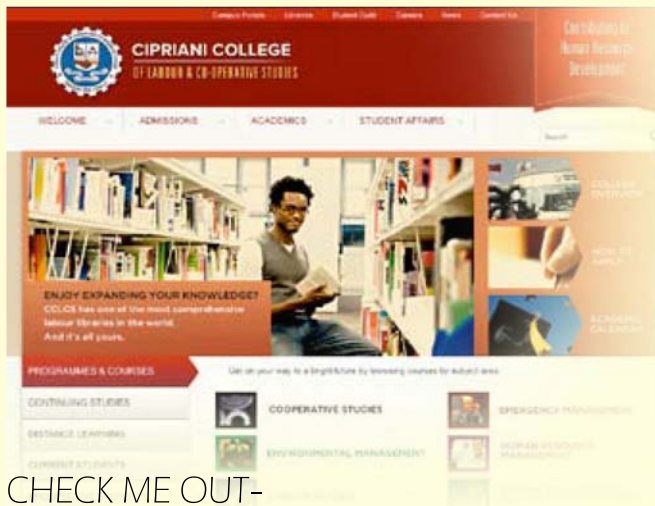 Campus Portals Libraries Student Guild Careers News Contact Us
Contributing to
Human Resource
Development
CIPRIANI COLLEGE
OF LABOUR & CO-OPERATIVE STUDIES
WELCOME ADMISSIONS ACADEMICS STUDENT AFFAIRS
Search
COLLEGE
OVERVIEW
HOW TO
APPLY
ACADEMIC
CALENDAR
ENJOY EXPANDING YOUR KNOWLEDGE?
CCLCS has one of the most comprehensive
labour libraries in the world.
And it's all yours.
PROGRAMMES & COURSES
Get on your way to a bright future by browsing courses for subject area
CONTINUING STUDIES
COOPERATIVE STUDIES
EMERGENCY MANAGEMENT
DISTANCE LEARNING
ENVIRONMENTAL MANAGEMENT
HUMAN RESOURCE
MANAGEMENT
CURRENT STUDENTS
CHECK ME OUT-